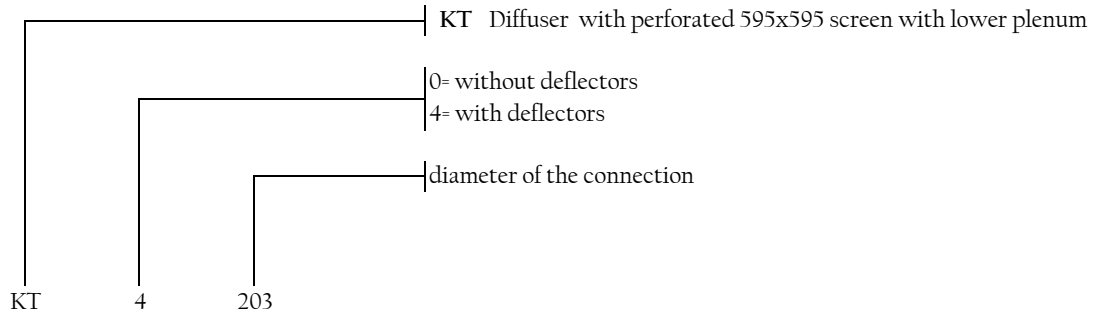 KT Diffuser with perforated 595x595 screen with lower plenum
0= without deflectors
4= with deflectors
diameter of the connection
KT 4 203